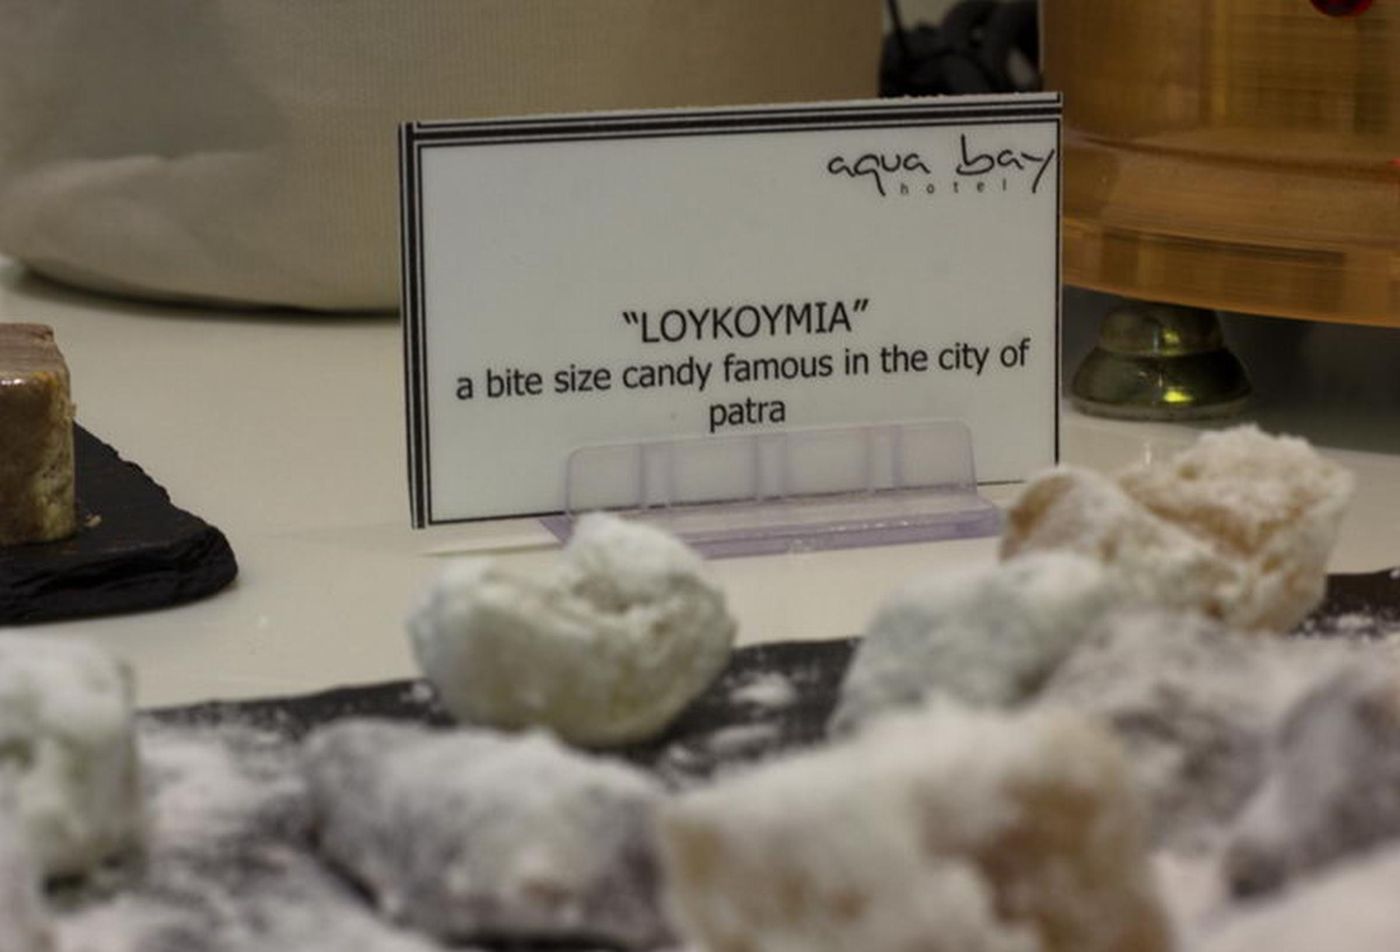 aqua bay
hotel
“LOYKOYMIA”
a bite size candy famous in the city of
patra